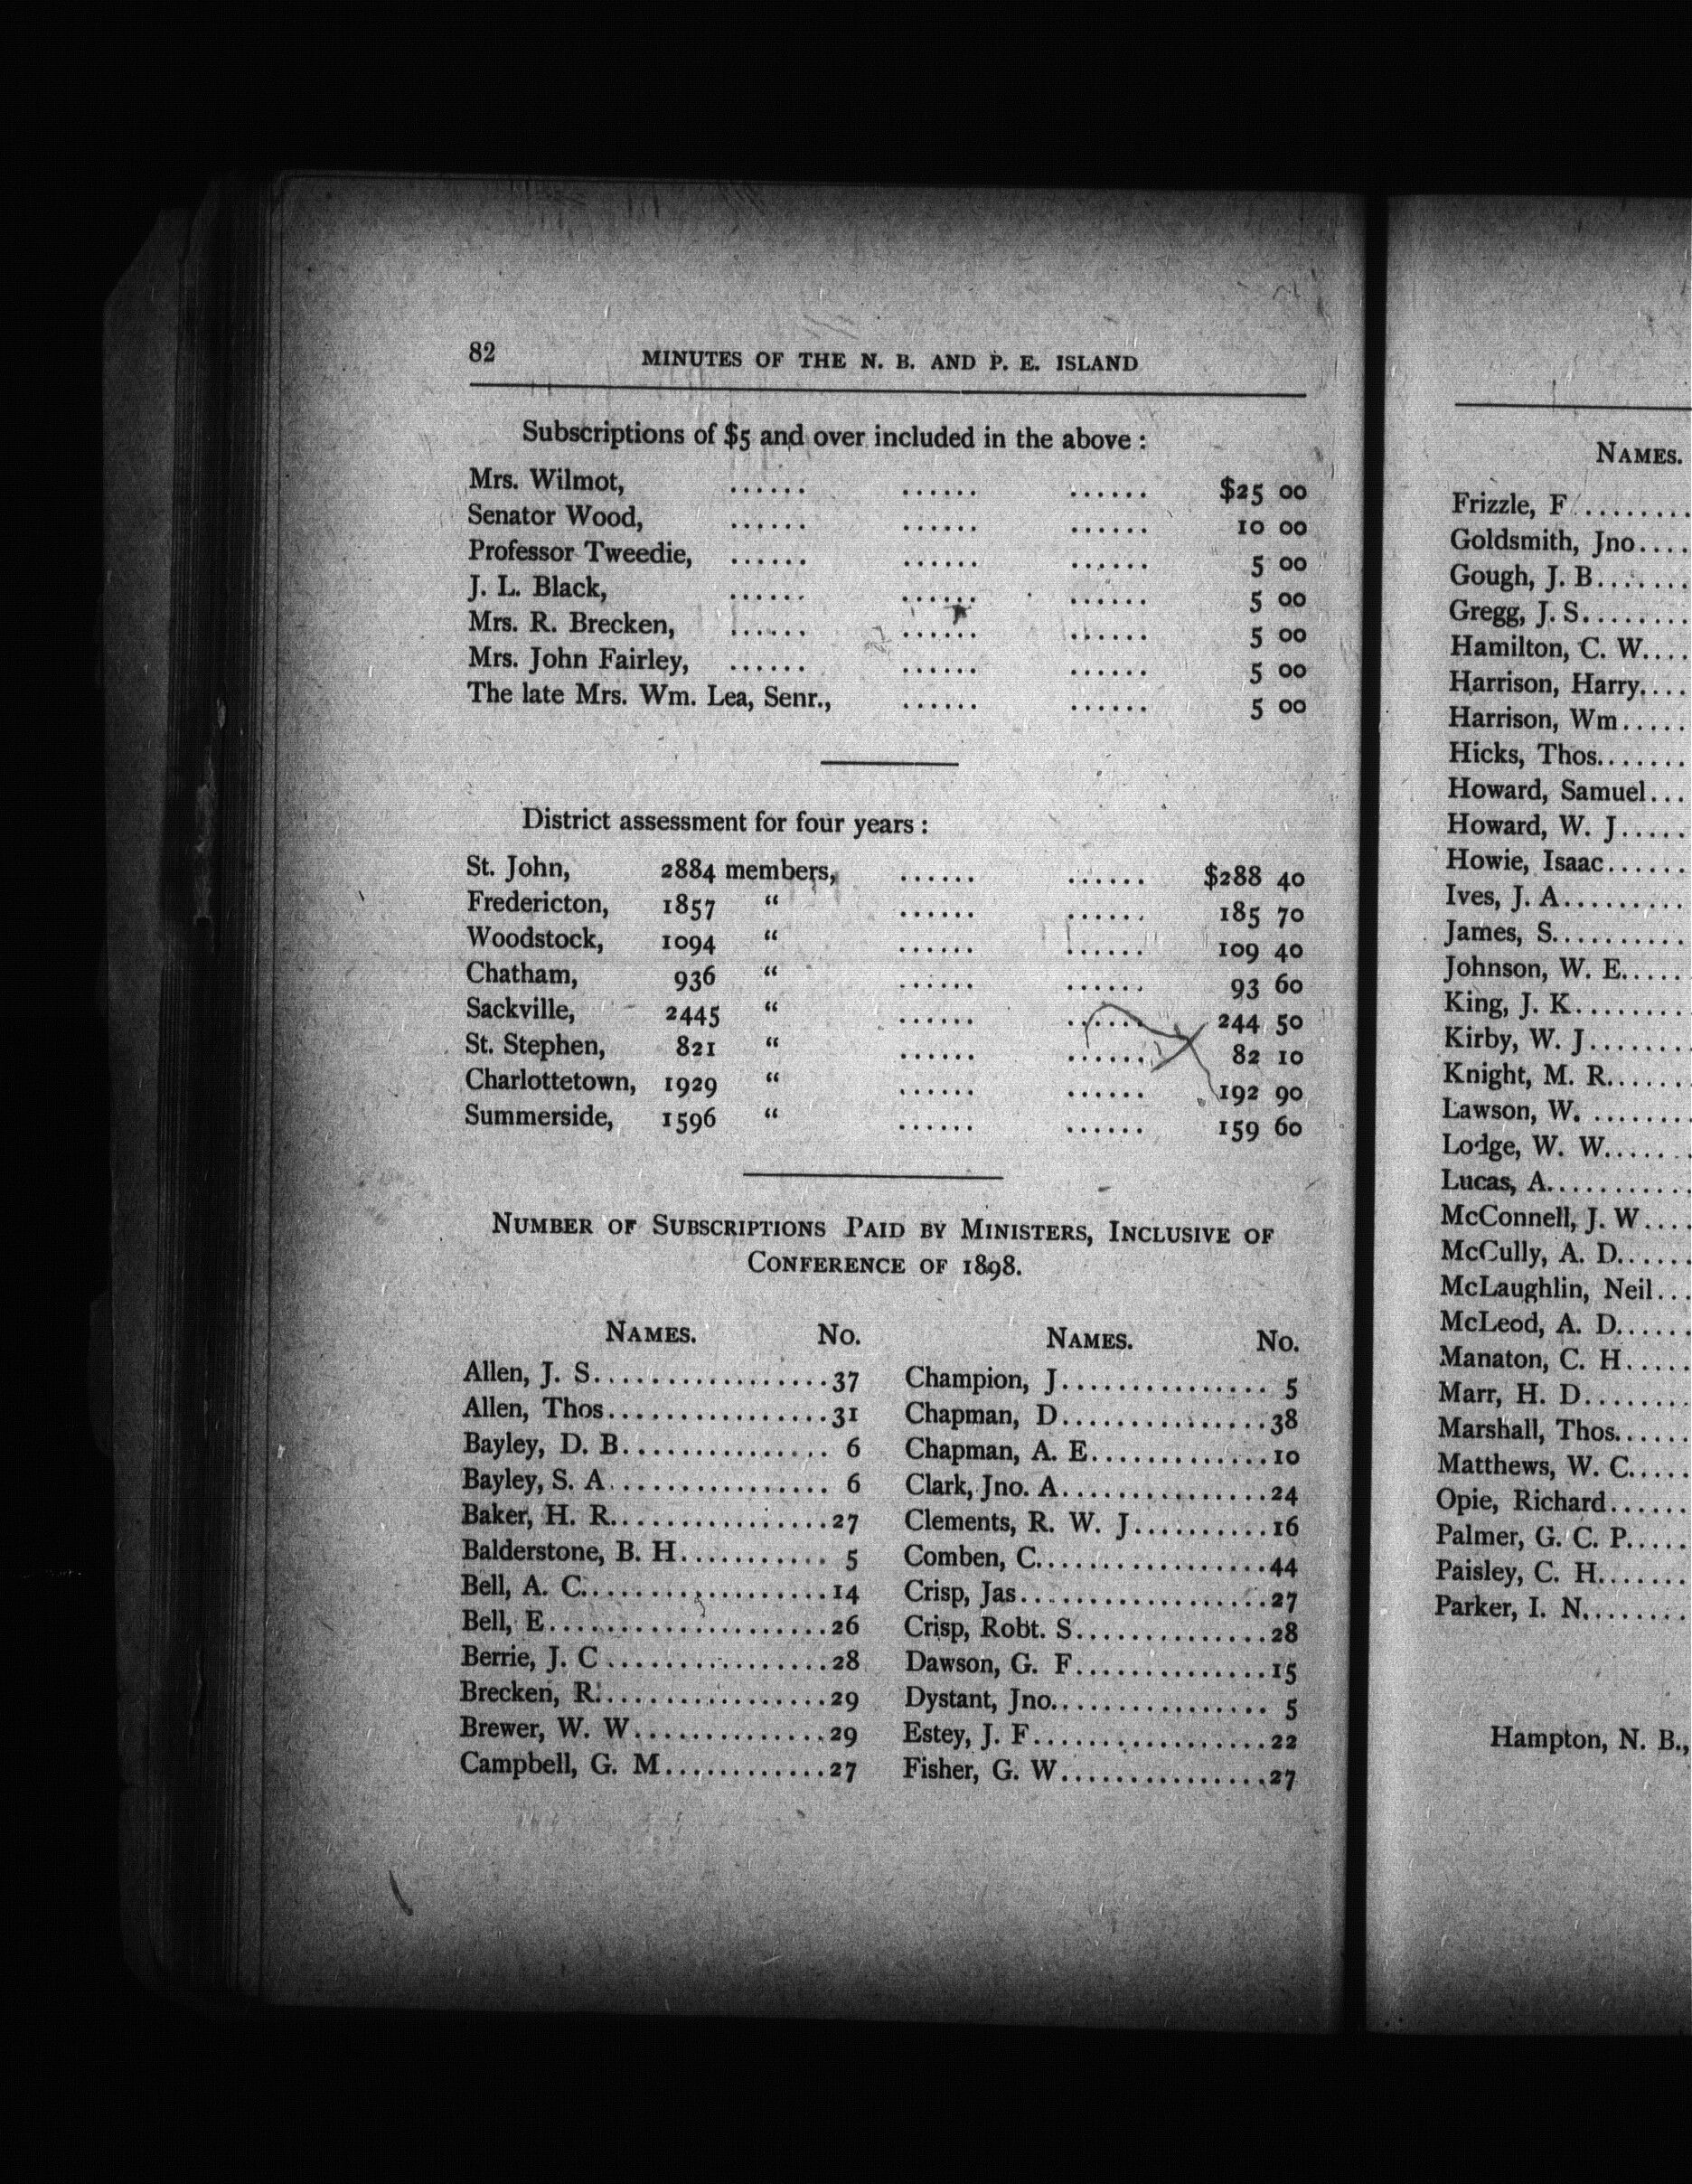 82 MINUTES OF THE N. B. AND P. E. ISLAND
Subscriptions of $5 and over included in the above :
Mrs. Wilmot, ...... ...... ...... $25 00
Senator Wood, ...... ...... ...... 10 00
Professor Tweedie, ...... ...... ...... 5 00
J. L. Black, ...... ...... ...... 5 00
Mrs. R. Brecken, ...... ...... ...... 5 00
Mrs. John Fairley, ...... ...... ...... 5 00
The late Mrs. Wm. Lea, Senr., ...... ...... 5 00
District assessment for four years :
St. John, 2884 members, ...... ...... $288 40
Fredericton, 1857 “ ...... ...... 185 70
Woodstock, 1094 “ ...... ...... 109 40
Chatham, 936 “ ...... ...... 93 60
Sackville, 2445 “ ...... ...... 244 50
St. Stephen, 821 “ ...... ...... 82 10
Charlottetown, 1929 “ ...... ...... 192 90
Summerside, 1596 “ ...... ...... 159 60
NUMBER OF SUBSCRIPTIONS PAID BY MINISTERS, INCLUSIVE OF
CONFERENCE OF 1898.
NAMES. No.
Allen, J. S.................37
Allen, Thos................31
Bayley, D. B............... 6
Bayley, S. A................ 6
Baker, H. R................27
Balderstone, B. H........... 5
Bell, A. C..................14
Bell, E.....................26
Berrie, J. C ................28
Brecken, R.................29
Brewer, W. W..............29
Campbell, G. M............27
NAMES. No.
Champion, J............... 5
Chapman, D...............38
Chapman, A. E.............10
Clark, Jno. A...............24
Clements, R. W. J..........16
Comben, C.................44
Crisp, Jas..................27
Crisp, Robt. S..............28
Dawson, G. F..............15
Dystant, Jno................ 5
Estey, J. F.................22
Fisher, G. W...............27
NAMES.
Frizzle, F ........
Goldsmith, Jno....
Gough, J. B.......
Gregg, J. S........
Hamilton, C. W....
Harrison, Harry....
Harrison, Wm.....
Hicks, Thos.......
Howard, Samuel...
Howard, W. J.....
Howie, Isaac......
Ives, J. A.........
James, S..........
Johnson, W. E.....
King, J. K.........
Kirby, W. J........
Knight, M. R......
Lawson, W. .......
Lodge, W. W......
Lucas, A...........
McConnell, J. W....
McCully, A. D.....
McLaughlin, Neil...
McLeod, A. D......
Manaton, C. H.....
Marr, H. D........
Marshall, Thos......
Matthews, W. C.....
Opie, Richard......
Palmer, G. C. P.....
Paisley, C. H.......
Parker, I. N........
Hampton, N. B.,